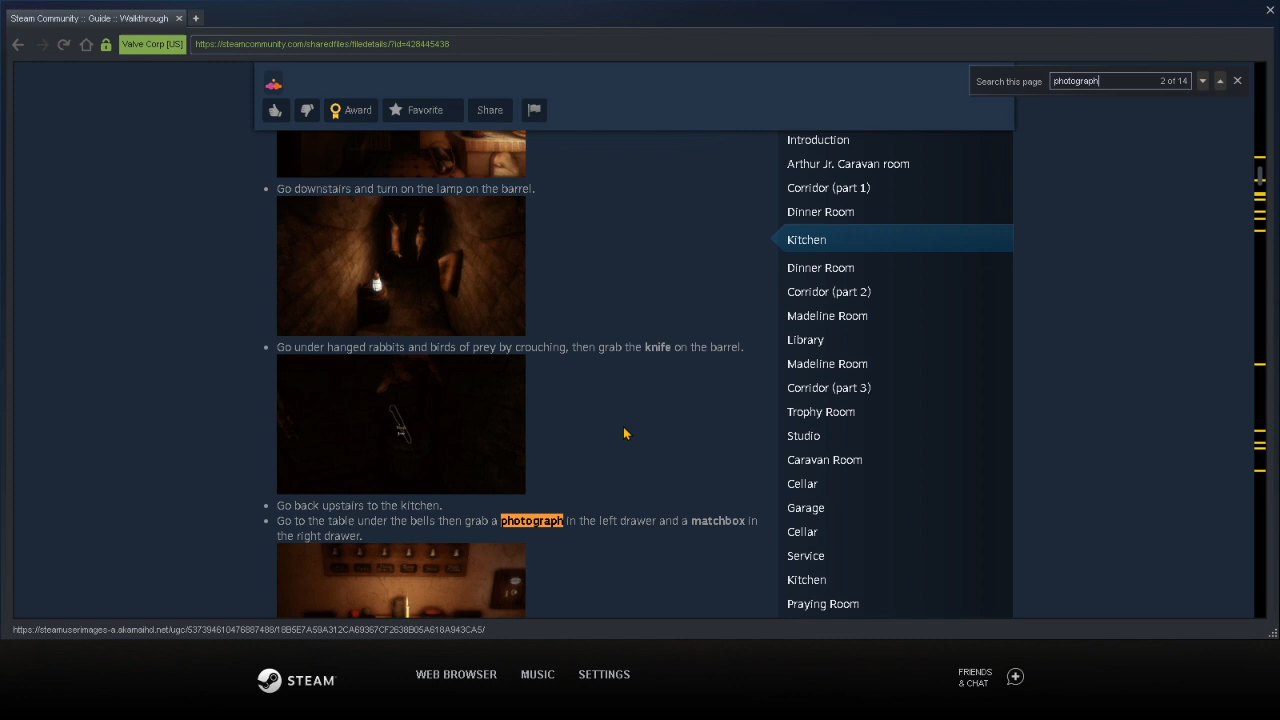 Steam Community :: Guide :: Walkthrough
Valve Corp [US]
https://steamcommunity.com/sharedfiles/filedetails/?id=428445438
Search this page
photograph
2 of 14
Award
Favorite
Share
Go downstairs and turn on the lamp on the barrel.
Go under hanged rabbits and birds of prey by crouching, then grab the knife on the barrel.
Go back upstairs to the kitchen.
Go to the table under the bells then grab a photograph in the left drawer and a matchbox in
the right drawer.
Introduction
Arthur Jr. Caravan room
Corridor (part 1)
Dinner Room
Kitchen
Dinner Room
Corridor (part 2)
Madeline Room
Library
Madeline Room
Corridor (part 3)
Trophy Room
Studio
Caravan Room
Cellar
Garage
Cellar
Service
Kitchen
Praying Room
https://steamuserimages-a.akamaihd.net/ugc/537394610476887488/18B5E7A59A312CA69367CF2638B05A618A943CA5/
STEAM
WEB BROWSER
MUSIC
SETTINGS
FRIENDS
& CHAT